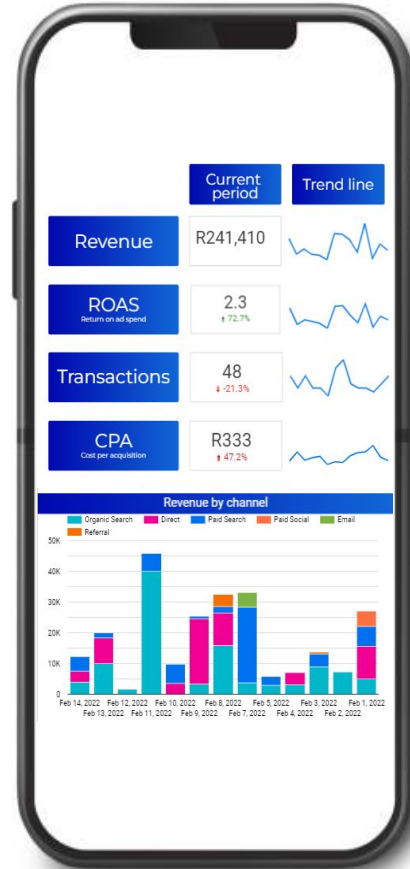 Current
period
Trend line
Revenue
R241,410
ROAS
Return on ad spend
2.3
⬆ 72.7%
Transactions
48
⬇ -21.3%
CPA
Cost per acquisition
R333
⬆ 47.2%
Revenue by channel
Organic Search Direct Paid Search Paid Social Email
Referral
50K
40K
30K
20K
10K
0
Feb 14, 2022 Feb 12, 2022 Feb 10, 2022 Feb 8, 2022 Feb 5, 2022 Feb 3, 2022 Feb 1, 2022
Feb 13, 2022 Feb 11, 2022 Feb 9, 2022 Feb 7, 2022 Feb 4, 2022 Feb 2, 2022